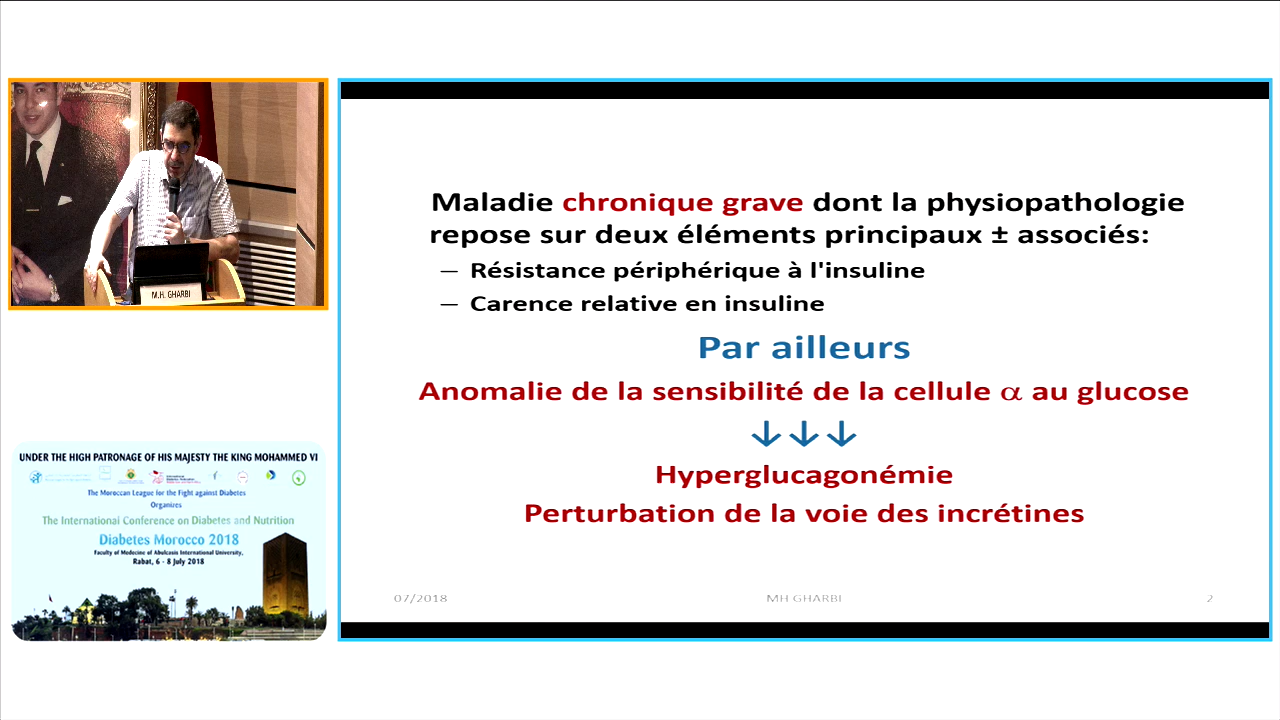 M.H. GHARBI
UNDER THE HIGH PATRONAGE OF HIS MAJESTY THE KING MOHAMMED VI
The Moroccan League for the Fight against Diabetes
Organizes
The International Conference on Diabetes and Nutrition
Diabetes Morocco 2018
Faculty of Medecine of Abulcasis International University,
Rabat, 6 - 8 July 2018
Maladie chronique grave dont la physiopathologie
repose sur deux éléments principaux ± associés:
— Résistance périphérique à l'insuline
— Carence relative en insuline
Par ailleurs
Anomalie de la sensibilité de la cellule α au glucose
↓↓↓
Hyperglucagonémie
Perturbation de la voie des incrétines
07/2018
MH GHARBI
2